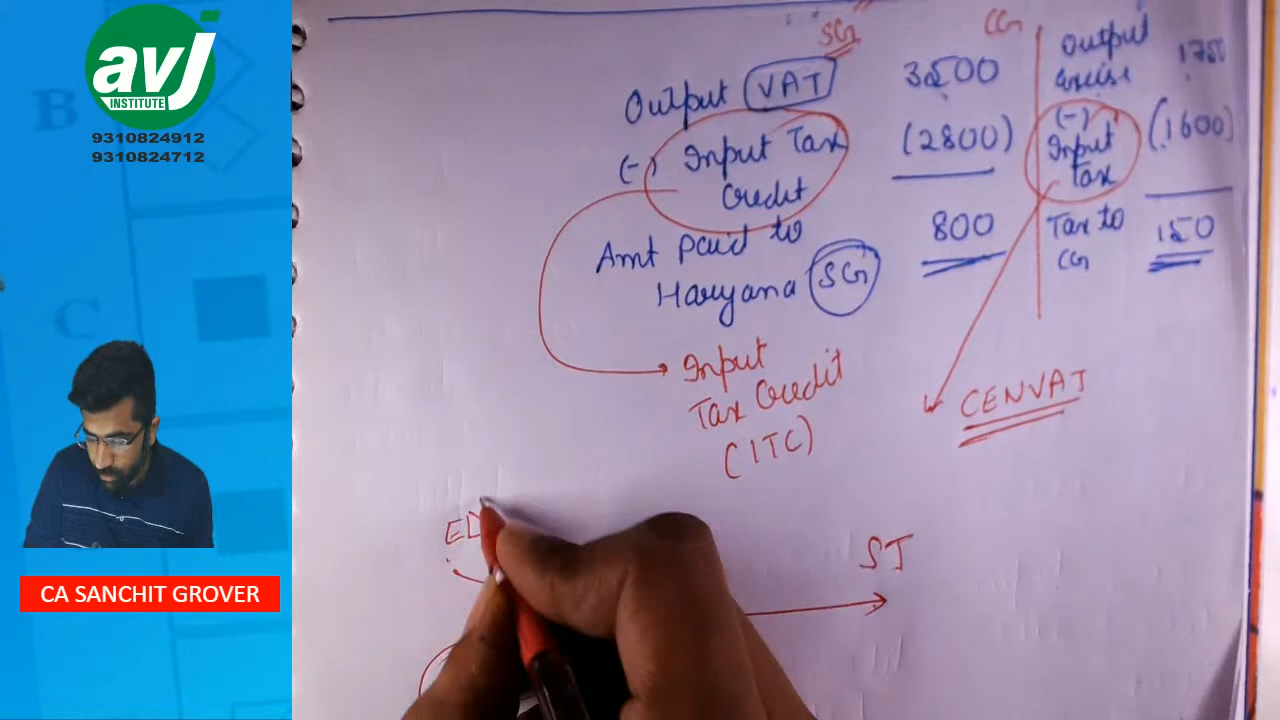 avj
INSTITUTE
9310824912
9310824712
B
C
CA SANCHIT GROVER
SG
CG
Output VAT 3500
(-) Input Tax (2800)
Credit
Amt paid to 800
Haryana SG
Input
Tax Credit
(ITC)
Output 1750
excise
(-)
Input (1600)
Tax
Tax to 150
CG
CENVAT
ED
ST